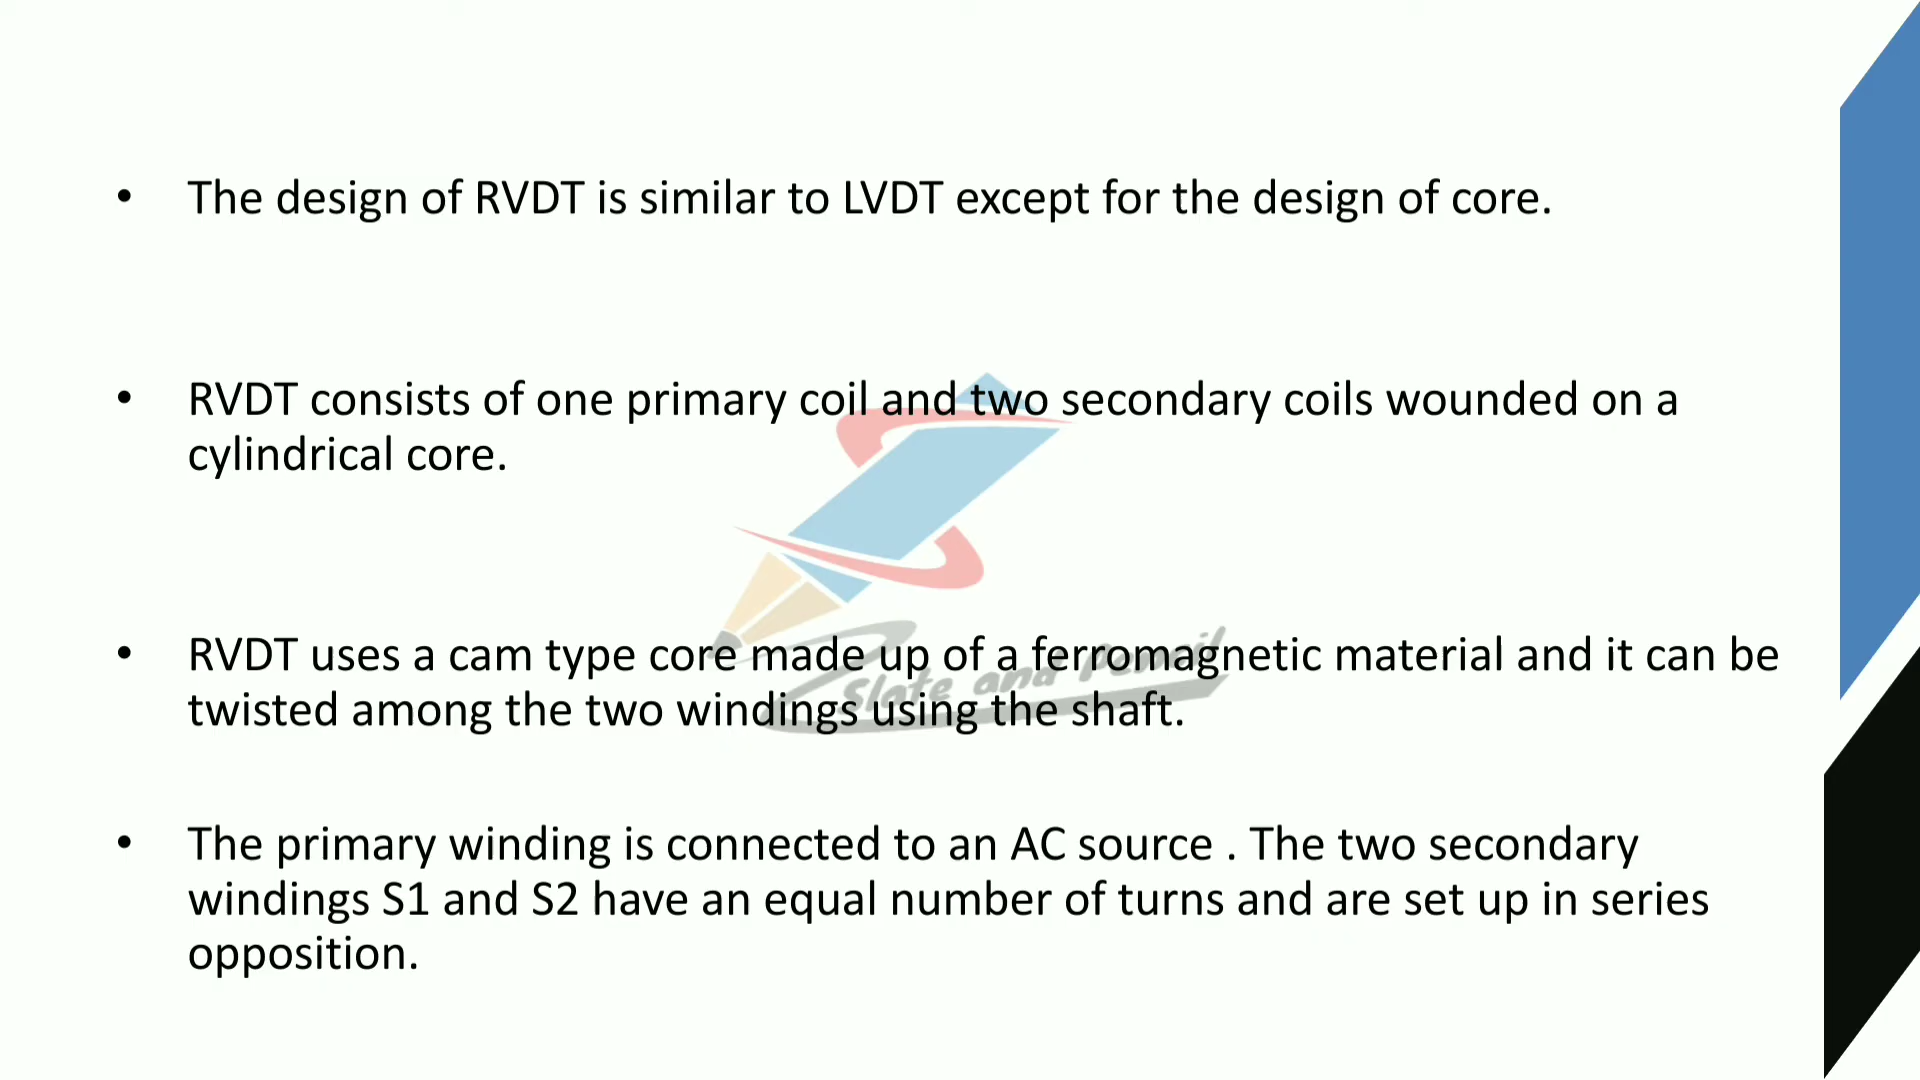 • The design of RVDT is similar to LVDT except for the design of core.
• RVDT consists of one primary coil and two secondary coils wounded on a
cylindrical core.
• RVDT uses a cam type core made up of a ferromagnetic material and it can be
twisted among the two windings using the shaft.
Slate and Pencil
• The primary winding is connected to an AC source . The two secondary
windings S1 and S2 have an equal number of turns and are set up in series
opposition.